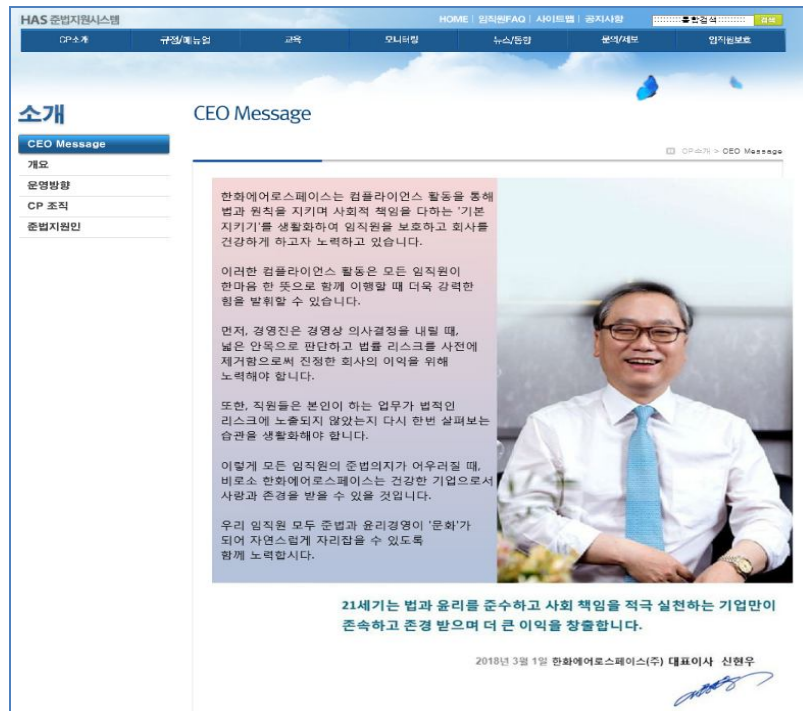 HAS 준법지원시스템
HOME | 임직원FAQ | 사이트맵 | 공지사항
통합검색
검색
CP소개 규정/매뉴얼 교육 모니터링 뉴스/동향 문의/제보 임직원보호
소개
CEO Message
CEO Message
개요
운영방향
CP 조직
준법지원인
CP소개 > CEO Message
한화에어로스페이스는 컴플라이언스 활동을 통해
법과 원칙을 지키며 사회적 책임을 다하는 '기본
지키기'를 생활화하여 임직원을 보호하고 회사를
건강하게 하고자 노력하고 있습니다.
이러한 컴플라이언스 활동은 모든 임직원이
한마음 한 뜻으로 함께 이행할 때 더욱 강력한
힘을 발휘할 수 있습니다.
먼저, 경영진은 경영상 의사결정을 내릴 때,
넓은 안목으로 판단하고 법률 리스크를 사전에
제거함으로써 진정한 회사의 이익을 위해
노력해야 합니다.
또한, 직원들은 본인이 하는 업무가 법적인
리스크에 노출되지 않았는지 다시 한번 살펴보는
습관을 생활화해야 합니다.
이렇게 모든 임직원의 준법의지가 어우러질 때,
비로소 한화에어로스페이스는 건강한 기업으로서
사랑과 존경을 받을 수 있을 것입니다.
우리 임직원 모두 준법과 윤리경영이 '문화'가
되어 자연스럽게 자리잡을 수 있도록
함께 노력합시다.
21세기는 법과 윤리를 준수하고 사회 책임을 적극 실천하는 기업만이
존속하고 존경 받으며 더 큰 이익을 창출합니다.
2018년 3월 1일 한화에어로스페이스(주) 대표이사 신현우